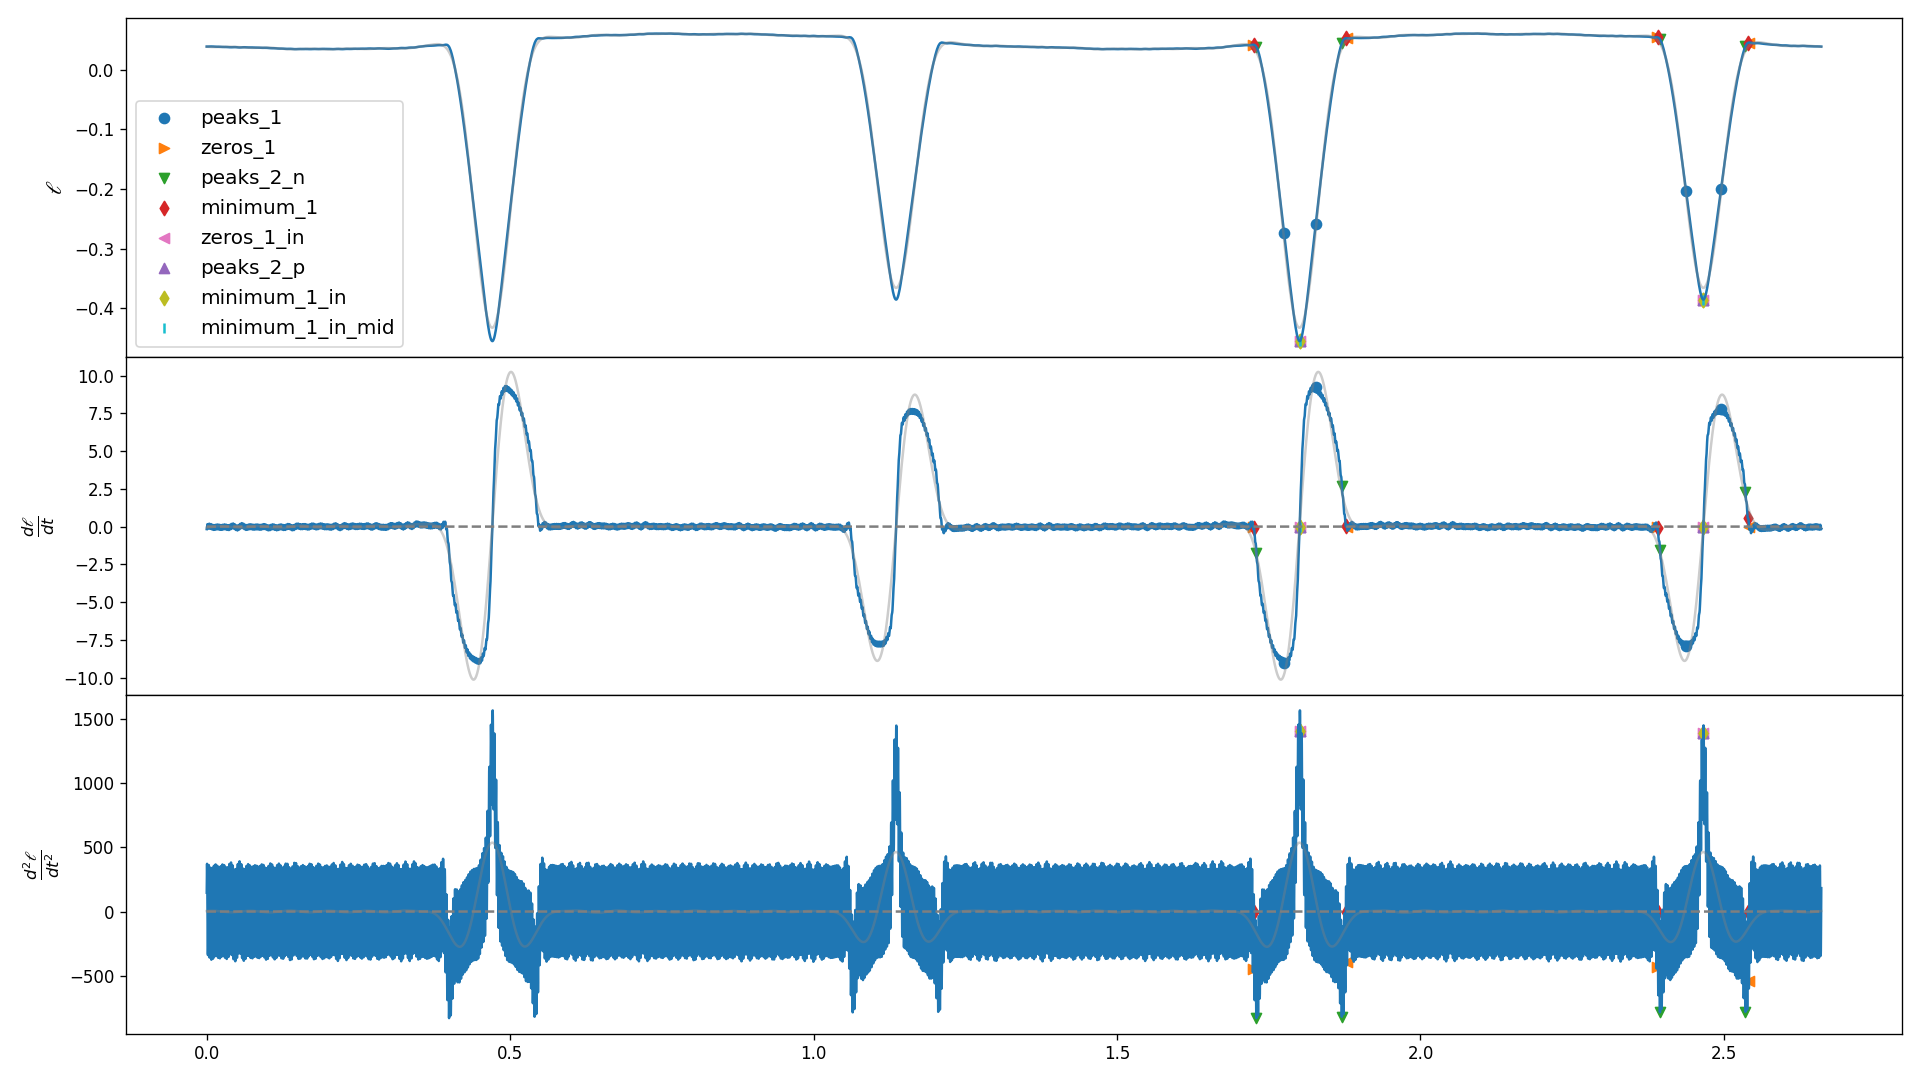 0.0
−0.1
−0.2
−0.3
−0.4
ℓ
peaks_1
zeros_1
peaks_2_n
minimum_1
zeros_1_in
peaks_2_p
minimum_1_in
minimum_1_in_mid
10.0
7.5
5.0
2.5
0.0
−2.5
−5.0
−7.5
−10.0
dℓ/dt
1500
1000
500
0
−500
d²ℓ/dt²
0.0 0.5 1.0 1.5 2.0 2.5